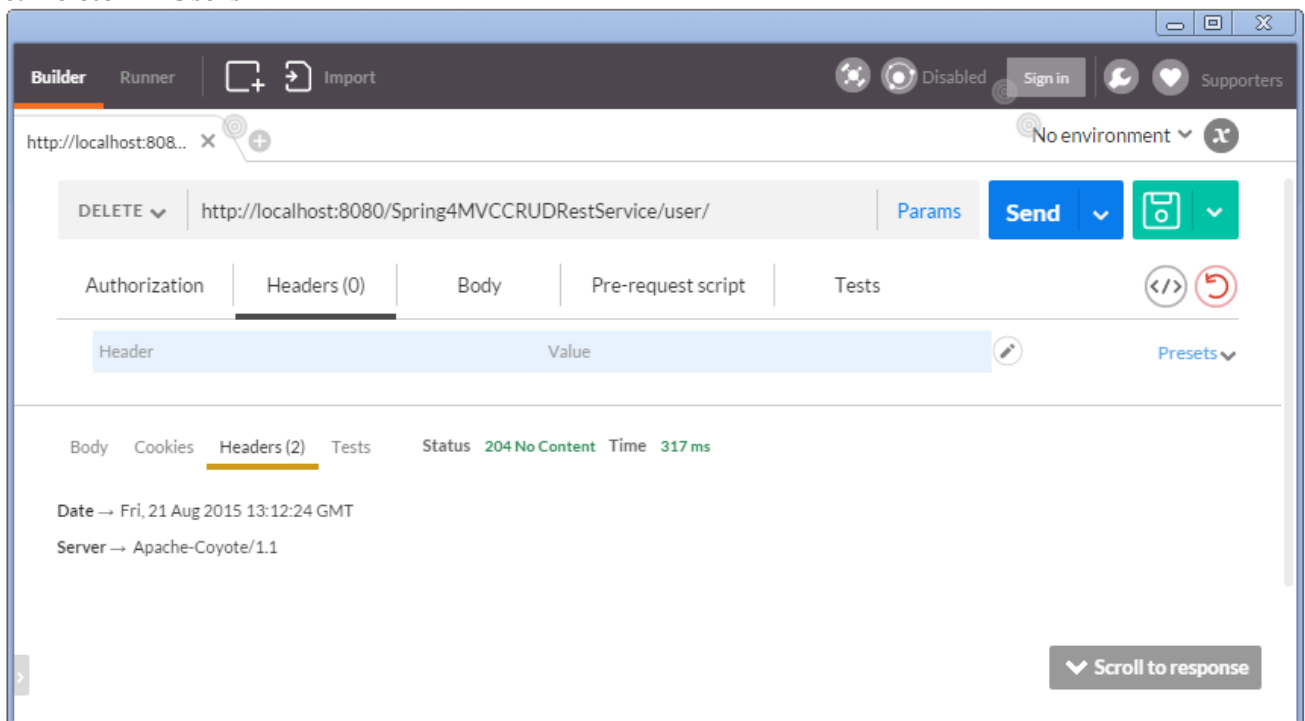 Builder Runner Import Disabled Sign in Supporters
http://localhost:808... No environment
DELETE http://localhost:8080/Spring4MVCCRUDRestService/user/ Params Send
Authorization Headers (0) Body Pre-request script Tests
Header Value Presets
Body Cookies Headers (2) Tests Status 204 No Content Time 317 ms
Date → Fri, 21 Aug 2015 13:12:24 GMT
Server → Apache-Coyote/1.1
Scroll to response